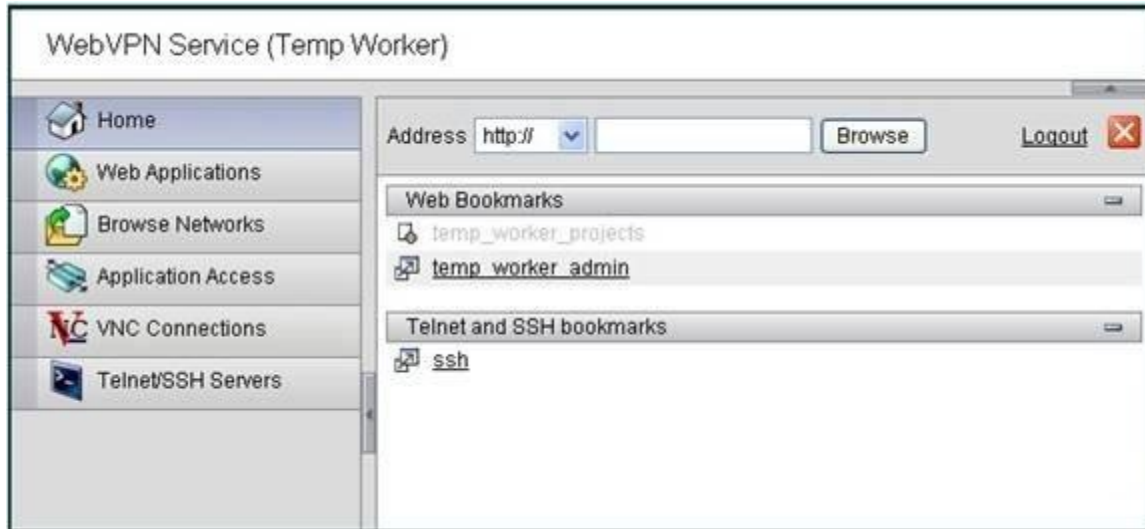 WebVPN Service (Temp Worker)
Home
Web Applications
Browse Networks
Application Access
VNC Connections
Telnet/SSH Servers
Address http:// Browse Logout
Web Bookmarks
temp_worker_projects
temp_worker_admin
Telnet and SSH bookmarks
ssh